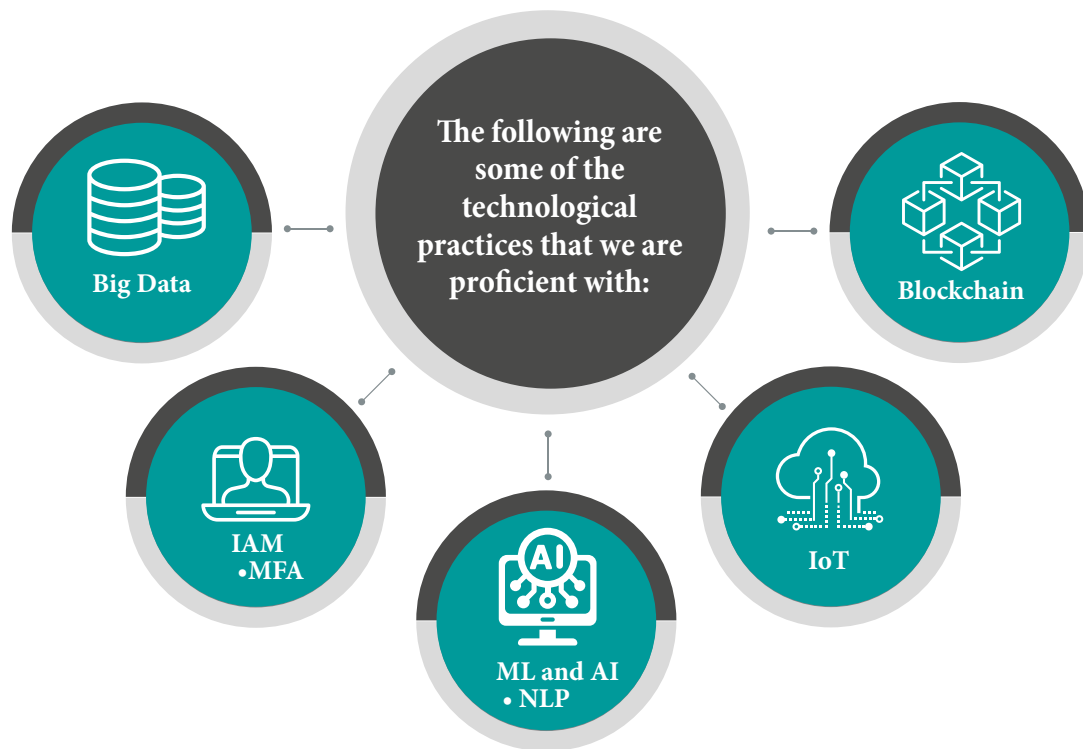 The following are
some of the
technological
practices that we are
proficient with:
Big Data
Blockchain
IAM
•MFA
IoT
AI
ML and AI
• NLP